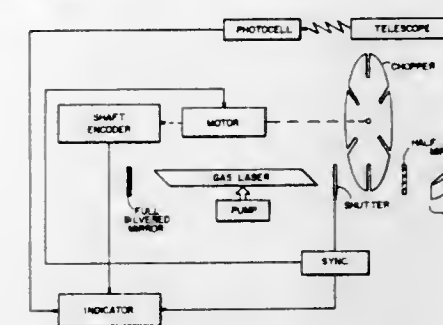 PHOTOCELL
TELESCOPE
CHOPPER
SHAFT
ENCODER
MOTOR
HALF
GAS LASER
FULL
SILVERED
MIRROR
PUMP
SHUTTER
SYNC.
INDICATOR